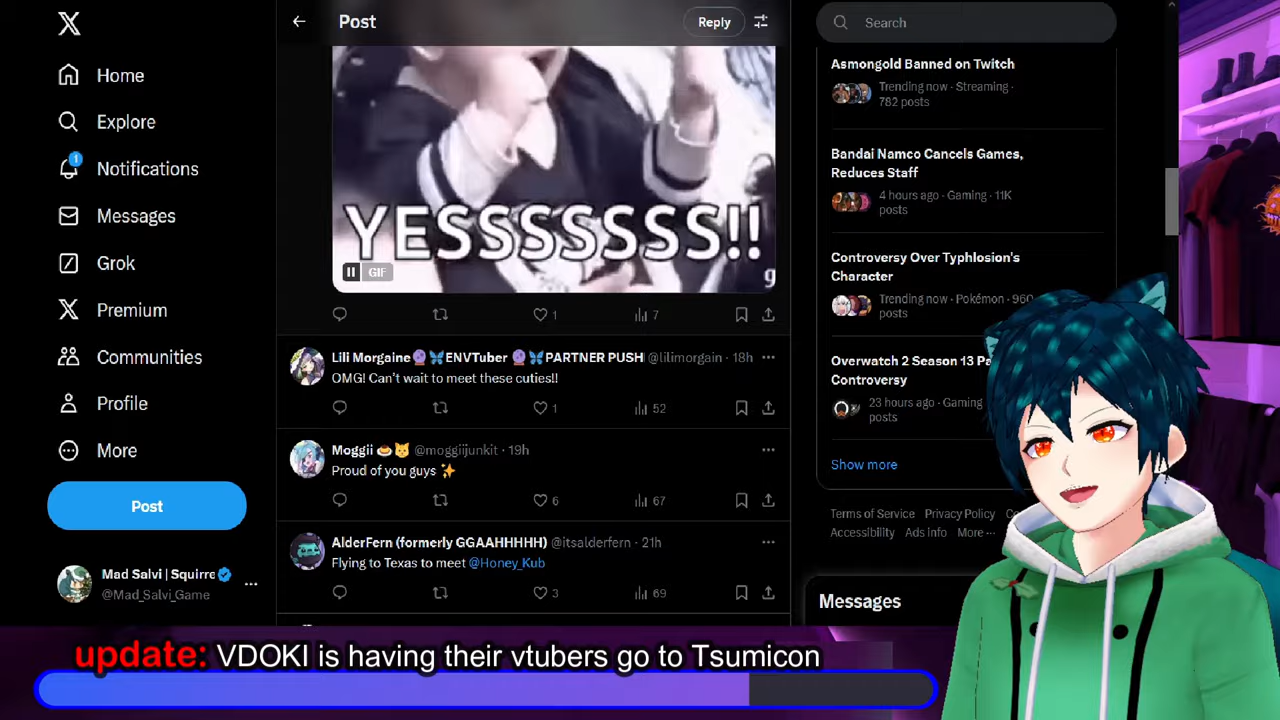 Home
Explore
1
Notifications
Messages
Grok
Premium
Communities
Profile
More
Post
Mad Salvi | Squirre
@Mad_Salvi_Game
Post
Reply
YESSSSSSSS!!
GIF
g
1
7
Lili Morgaine🔮🦋ENVTuber 🔮🦋PARTNER PUSH @lilimorgain · 18h
OMG! Can't wait to meet these cuties!!
1
52
Moggii 🍮😺 @moggiijunkit · 19h
Proud of you guys ✨
6
67
AlderFern (formerly GGAAHHHHH) @itsalderfern · 21h
Flying to Texas to meet @Honey_Kub
3
69
Search
Asmongold Banned on Twitch
Trending now · Streaming ·
782 posts
Bandai Namco Cancels Games,
Reduces Staff
4 hours ago · Gaming · 11K
posts
Controversy Over Typhlosion's
Character
Trending now · Pokémon · 960
posts
Overwatch 2 Season 13 Pa
Controversy
23 hours ago · Gaming
posts
Show more
Terms of Service Privacy Policy Co
Accessibility Ads info More ···
Messages
update: VDOKI is having their vtubers go to Tsumicon